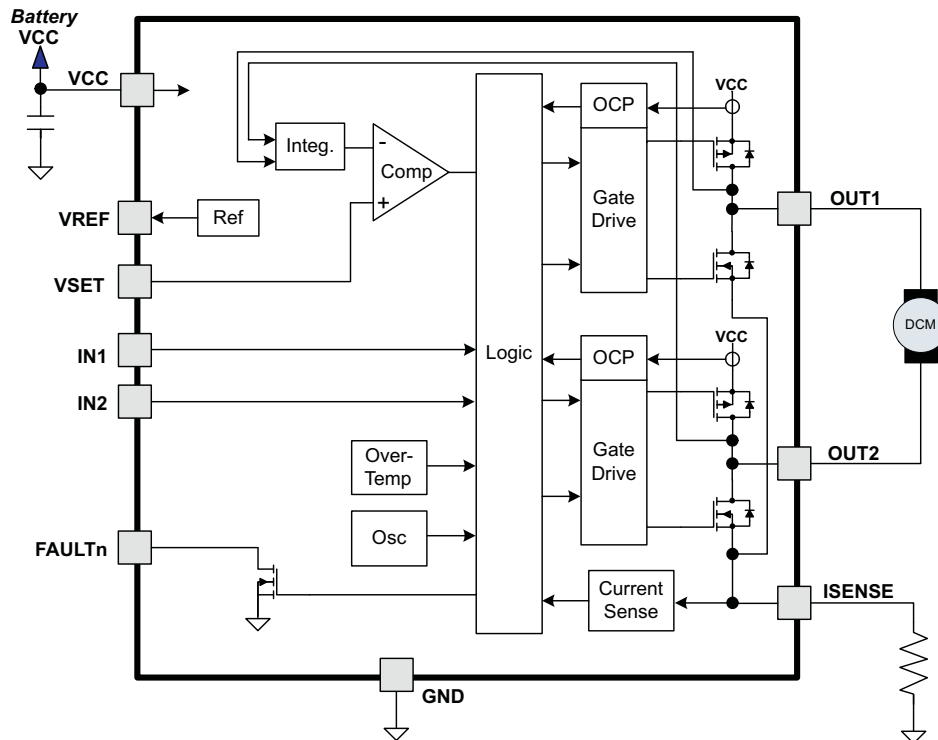 Battery
VCC
VCC
VCC
OCP
Integ.
-
Comp
+
Gate
Drive
VREF
Ref
OUT1
VSET
DCM
IN1
Logic
VCC
OCP
IN2
Over-
Temp
Gate
Drive
OUT2
Osc
FAULTn
Current
Sense
ISENSE
GND